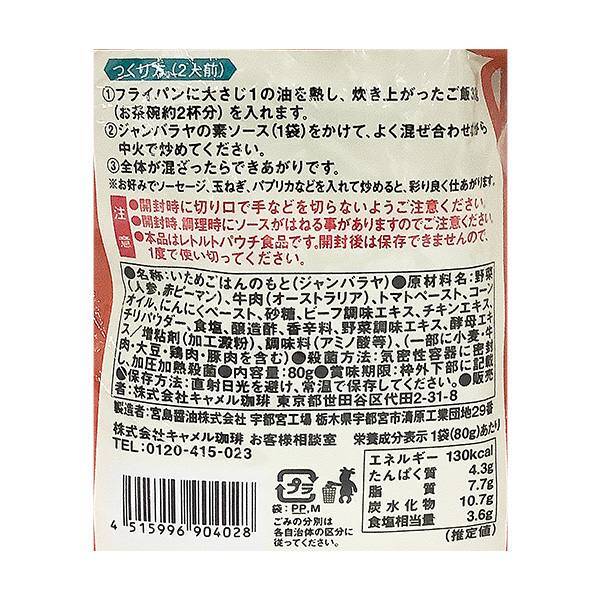 つくり方(2人前)
①フライパンに大さじ1の油を熱し、炊き上がったご飯
(お茶碗約2杯分)を入れます。
②ジャンバラヤの素ソース(1袋)をかけて、よく混ぜ合わせながら
中火で炒めてください。
③全体が混ざったらできあがりです。
※お好みでソーセージ、玉ねぎ、パプリカなどを入れて炒めると、彩り良く仕あがります。
注意
●開封時に切り口で手などを切らないようご注意ください。
●開封時、調理時にソースがはねる事がありますのでご注意ください。
●本品はレトルトパウチ食品です。開封後は保存できませんので、
1度で使い切ってください。
●名称:いためごはんのもと(ジャンバラヤ)●原材料名:野菜
(人参、赤ピーマン)、牛肉(オーストラリア)、トマトペースト、コーン
オイル、にんにくペースト、砂糖、ビーフ調味エキス、チキンエキス、
チリパウダー、食塩、醸造酢、香辛料、野菜調味エキス、酵母エキ
ス/増粘剤(加工澱粉)、調味料(アミノ酸等)、(一部に小麦・牛
肉・大豆・鶏肉・豚肉を含む)●殺菌方法:気密性容器に密封
し、加圧加熱殺菌●内容量:80g●賞味期限:枠外下部に記載
●保存方法:直射日光を避け、常温で保存してください。●販売
者:株式会社キャメル珈琲 東京都世田谷区代田2-31-8
製造者:宮島醤油株式会社 宇都宮工場 栃木県宇都宮市清原工業団地29番
株式会社キャメル珈琲 お客様相談室
TEL:0120-415-023
栄養成分表示 1袋(80g)あたり
エネルギー 130kcal
たんぱく質 4.3g
脂質 7.7g
炭水化物 10.7g
食塩相当量 3.6g
(推定値)
プラ
袋:PP,M
ごみの分別は
各自治体の区分に
従ってください。
4 515996 904028